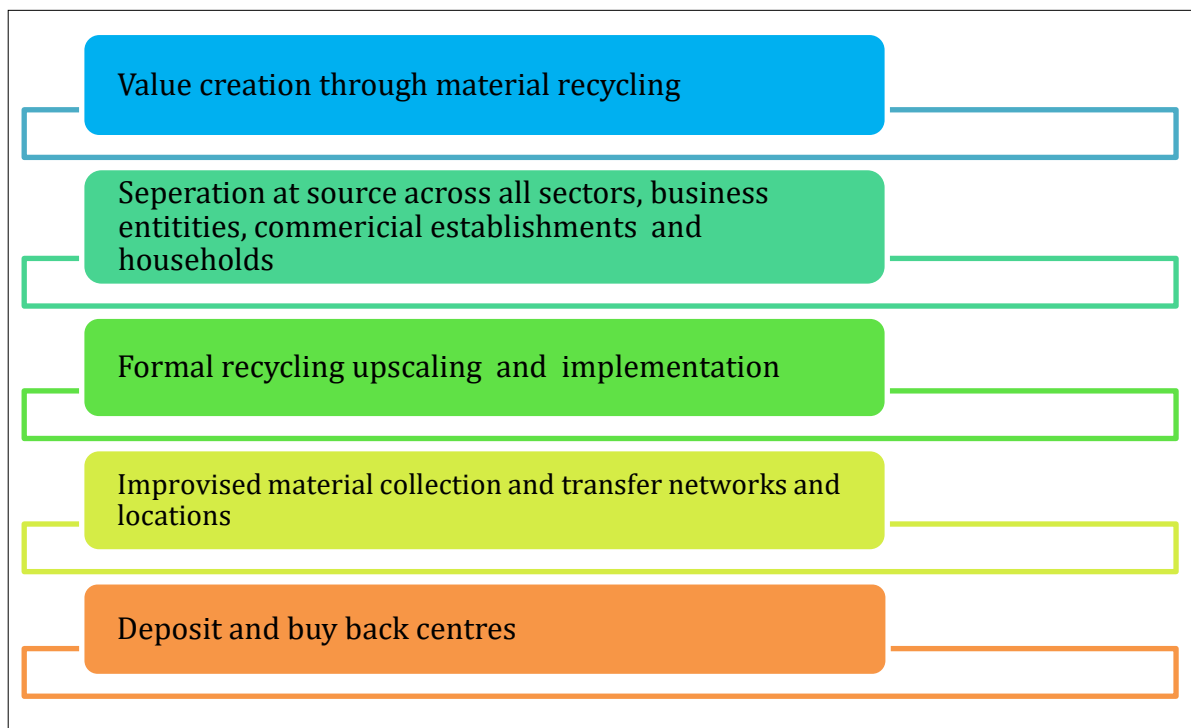 Value creation through material recycling
Seperation at source across all sectors, business
entitities, commericial establishments and
households
Formal recycling upscaling and implementation
Improvised material collection and transfer networks and
locations
Deposit and buy back centres